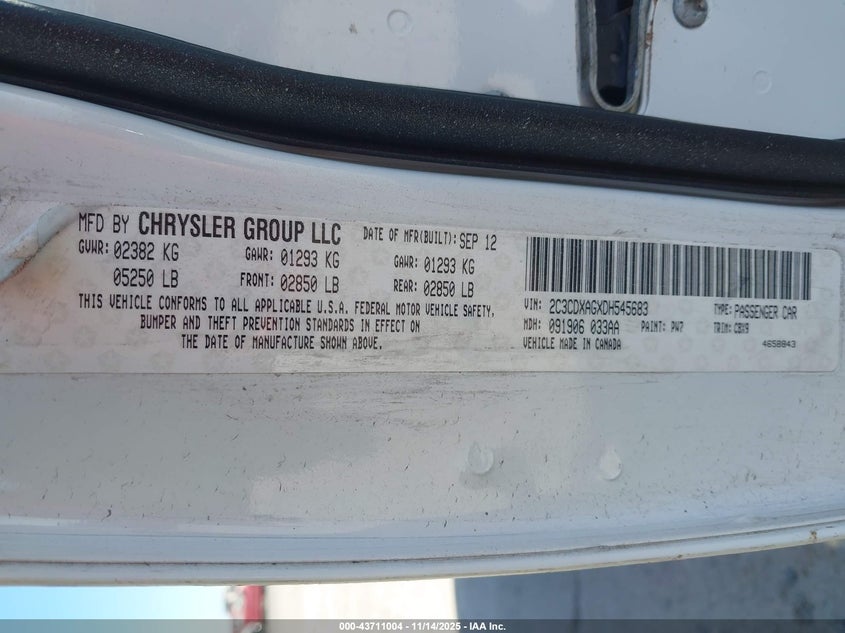 MFD BY CHRYSLER GROUP LLC DATE OF MFR(BUILT): SEP 12
GVWR: 02382 KG GAWR: 01293 KG GAWR: 01293 KG
05250 LB FRONT: 02850 LB REAR: 02850 LB
THIS VEHICLE CONFORMS TO ALL APPLICABLE U.S.A. FEDERAL MOTOR VEHICLE SAFETY,
BUMPER AND THEFT PREVENTION STANDARDS IN EFFECT ON
THE DATE OF MANUFACTURE SHOWN ABOVE.
VIN: 2C3CDXAGXDH545683 TYPE: PASSENGER CAR
MDH: 091906 033AA PAINT: PW7 TRIM: CBX9
VEHICLE MADE IN CANADA 4658843
000-43711004 — 11/14/2025 — IAA Inc.